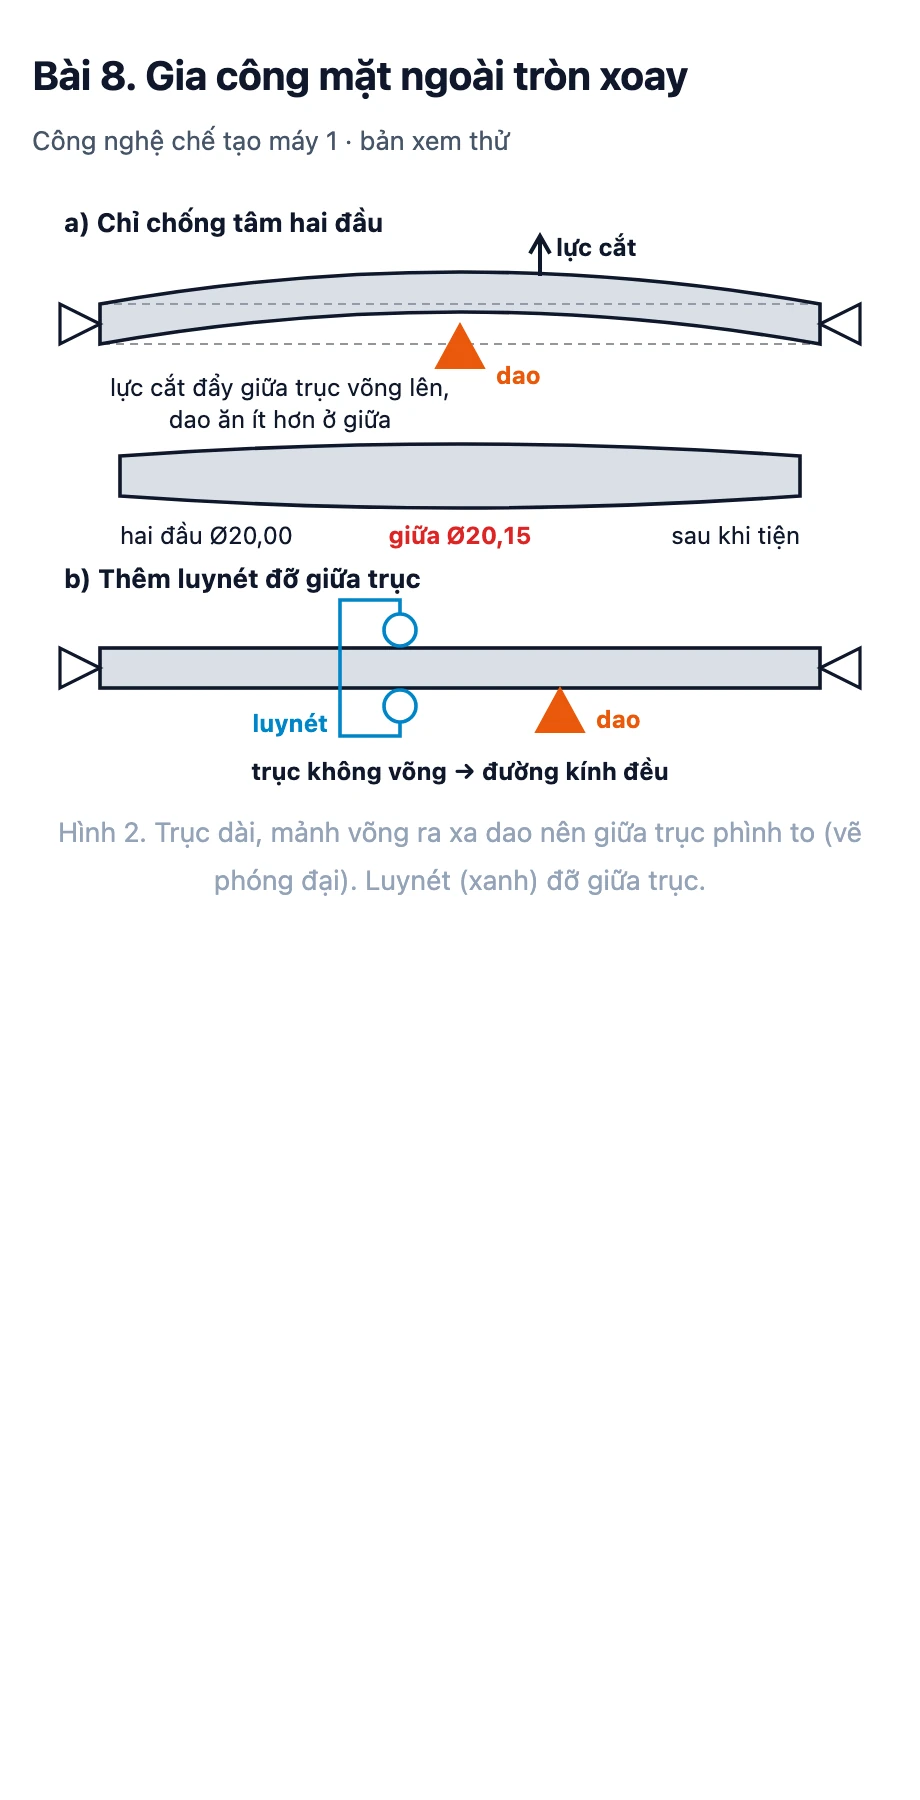 Bài 8. Gia công mặt ngoài tròn xoay
Công nghệ chế tạo máy 1 · bản xem thử
a) Chỉ chống tâm hai đầu
lực cắt
dao
lực cắt đẩy giữa trục võng lên,
dao ăn ít hơn ở giữa
hai đầu Ø20,00 giữa Ø20,15 sau khi tiện
b) Thêm luynét đỡ giữa trục
luynét
dao
trục không võng → đường kính đều
Hình 2. Trục dài, mảnh võng ra xa dao nên giữa trục phình to (vẽ
phóng đại). Luynét (xanh) đỡ giữa trục.